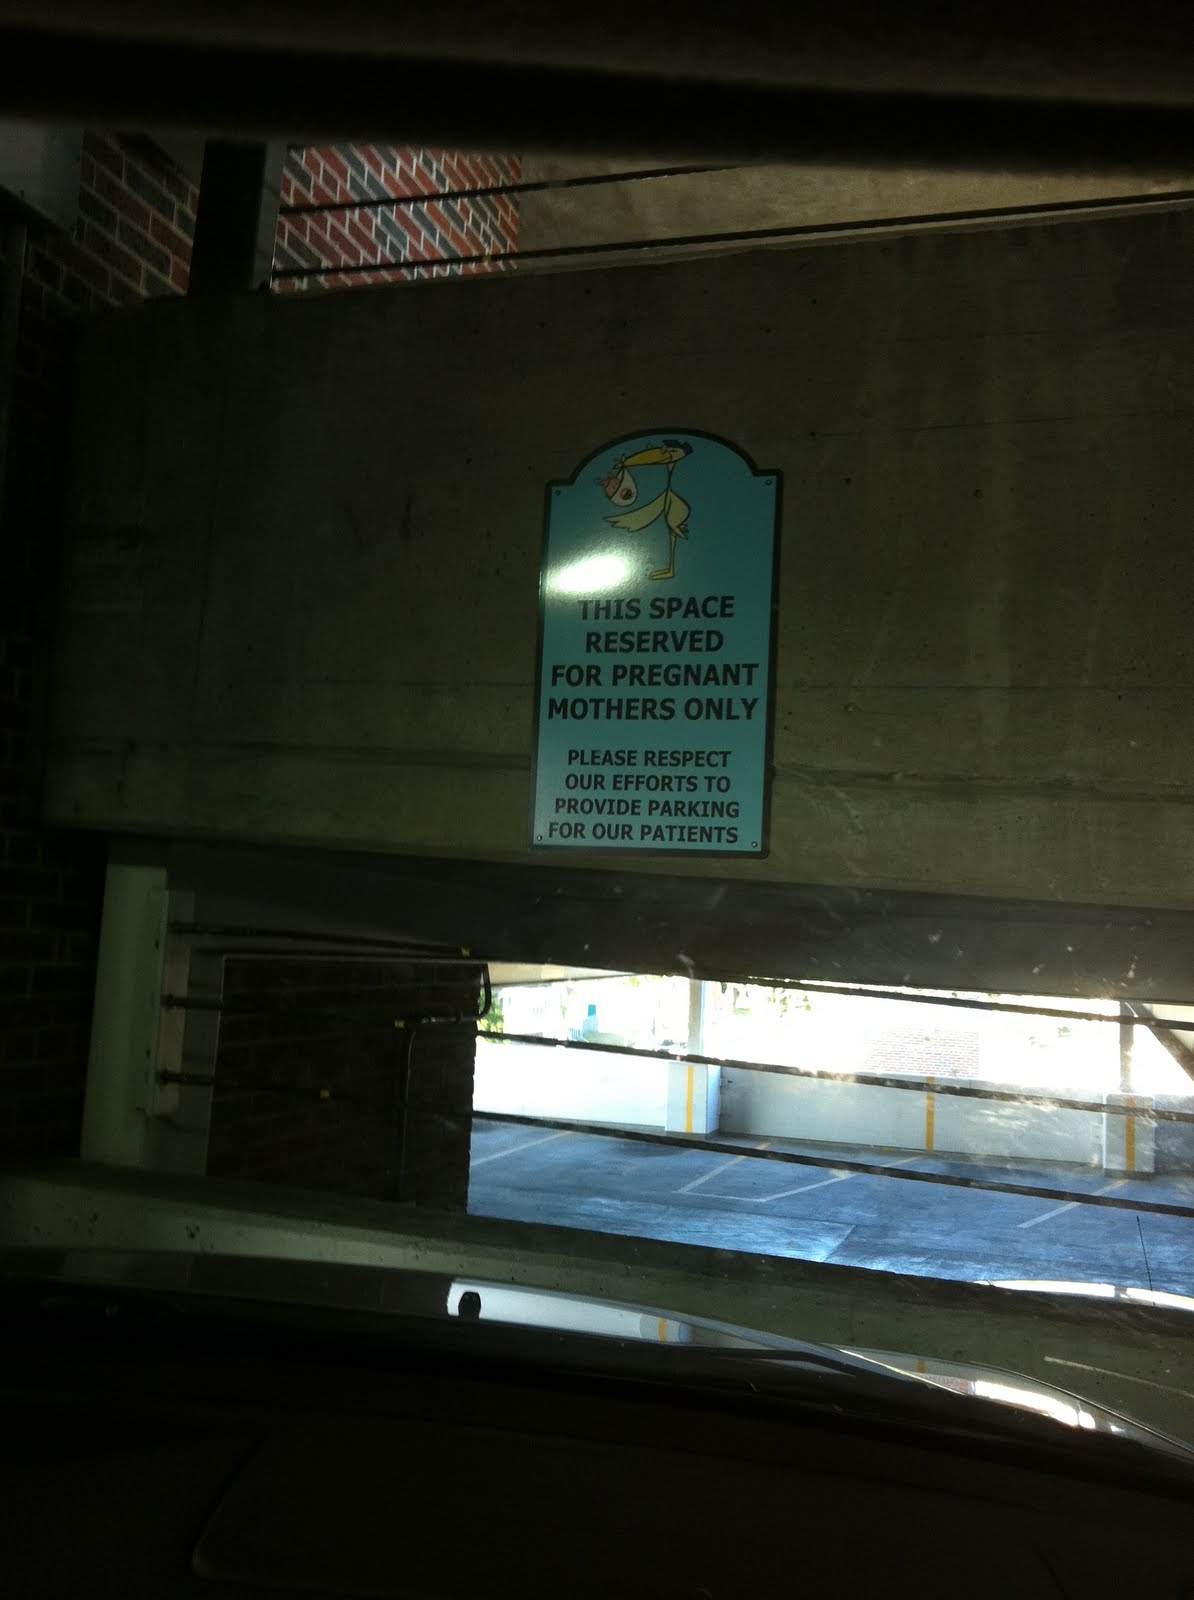 THIS SPACE
RESERVED
FOR PREGNANT
MOTHERS ONLY
PLEASE RESPECT
OUR EFFORTS TO
PROVIDE PARKING
FOR OUR PATIENTS